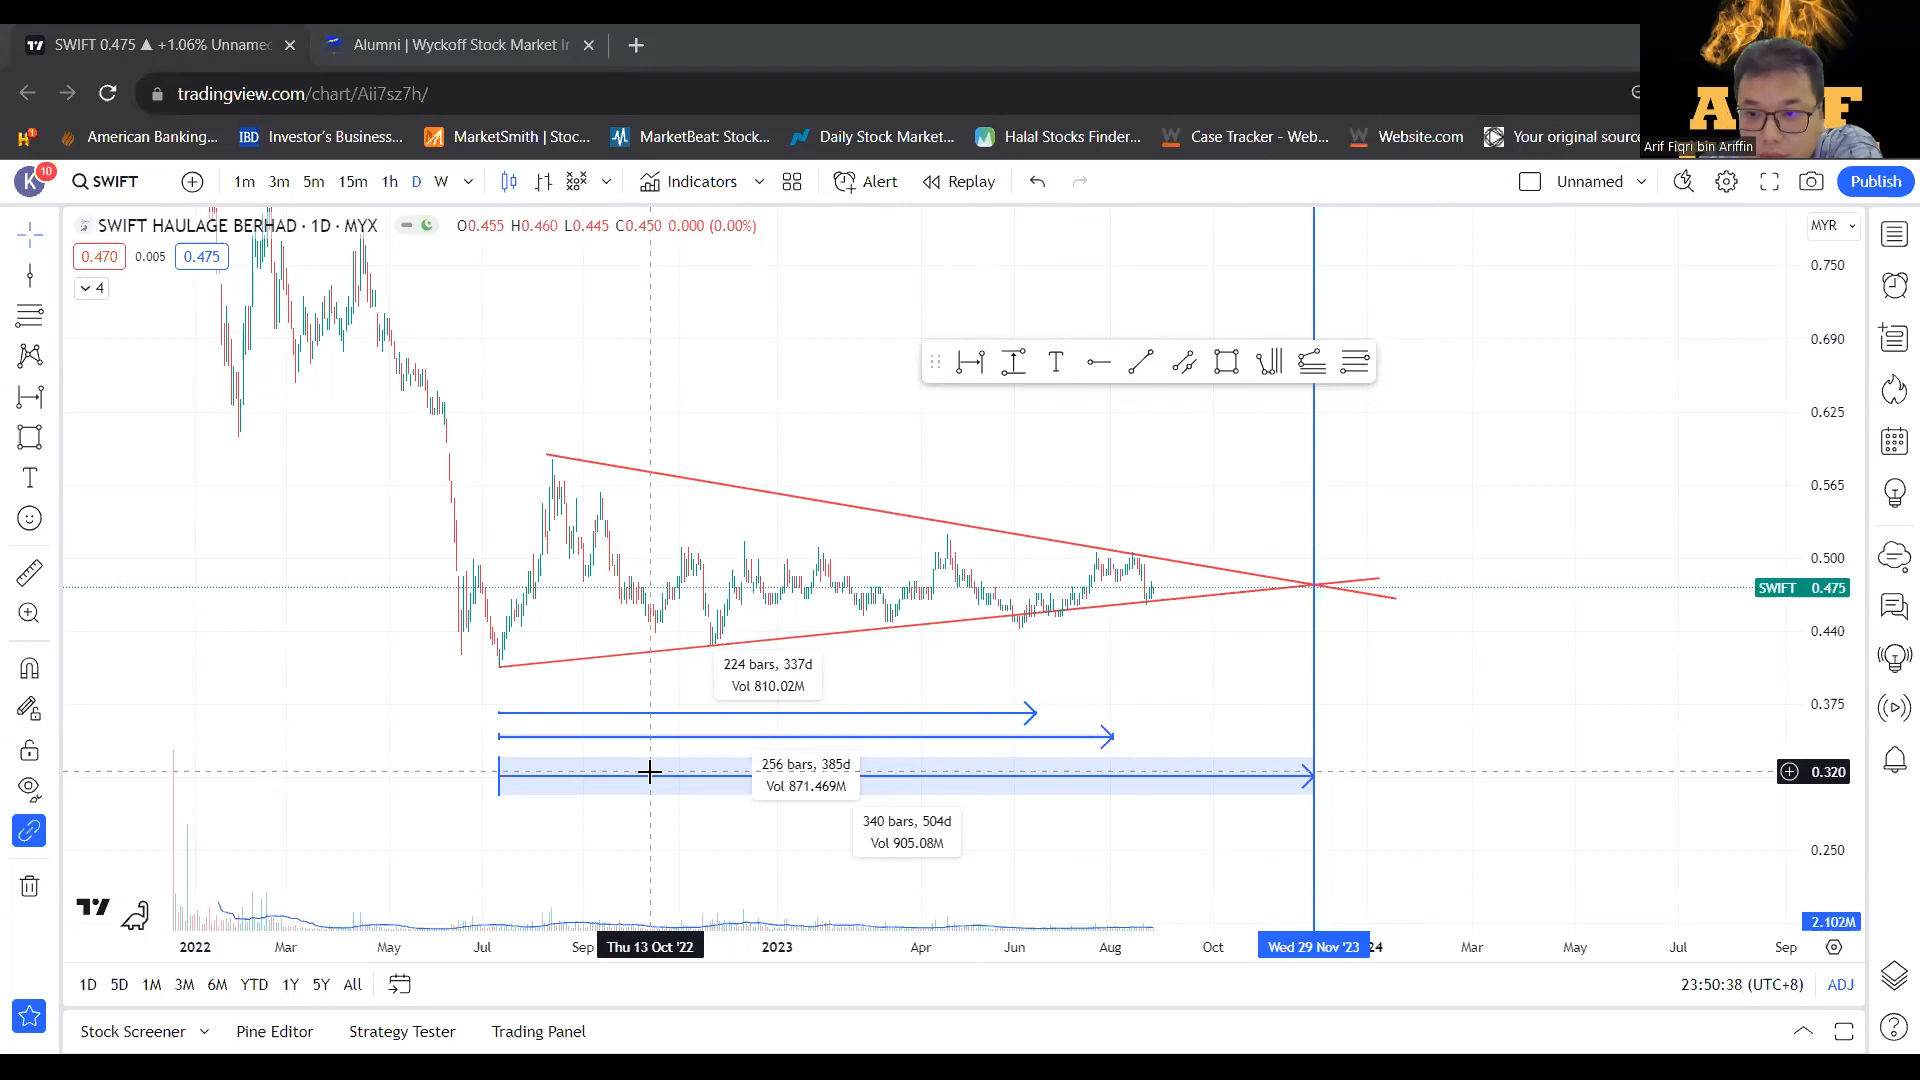 SWIFT 0.475 ▲ +1.06% Unnamed
Alumni | Wyckoff Stock Market I
tradingview.com/chart/Aii7sz7h/
American Banking...
IBD Investor's Business...
MarketSmith | Stoc...
MarketBeat: Stock...
Daily Stock Market...
Halal Stocks Finder...
Case Tracker - Web...
Website.com
Your original source
A F
Arif Fiqri bin Ariffin
K 10
SWIFT
1m 3m 5m 15m 1h D W
Indicators
Alert
Replay
Unnamed
Publish
SWIFT HAULAGE BERHAD · 1D · MYX
O0.455 H0.460 L0.445 C0.450 0.000 (0.00%)
MYR
0.470 0.005 0.475
4
0.750
0.690
0.625
0.565
0.500
SWIFT 0.475
0.440
0.375
0.320
0.250
2.102M
224 bars, 337d
Vol 810.02M
256 bars, 385d
Vol 871.469M
340 bars, 504d
Vol 905.08M
2022 Mar May Jul Sep Thu 13 Oct '22 2023 Apr Jun Aug Oct Wed 29 Nov '23 24 Mar May Jul Sep
1D 5D 1M 3M 6M YTD 1Y 5Y All
23:50:38 (UTC+8) ADJ
Stock Screener Pine Editor Strategy Tester Trading Panel